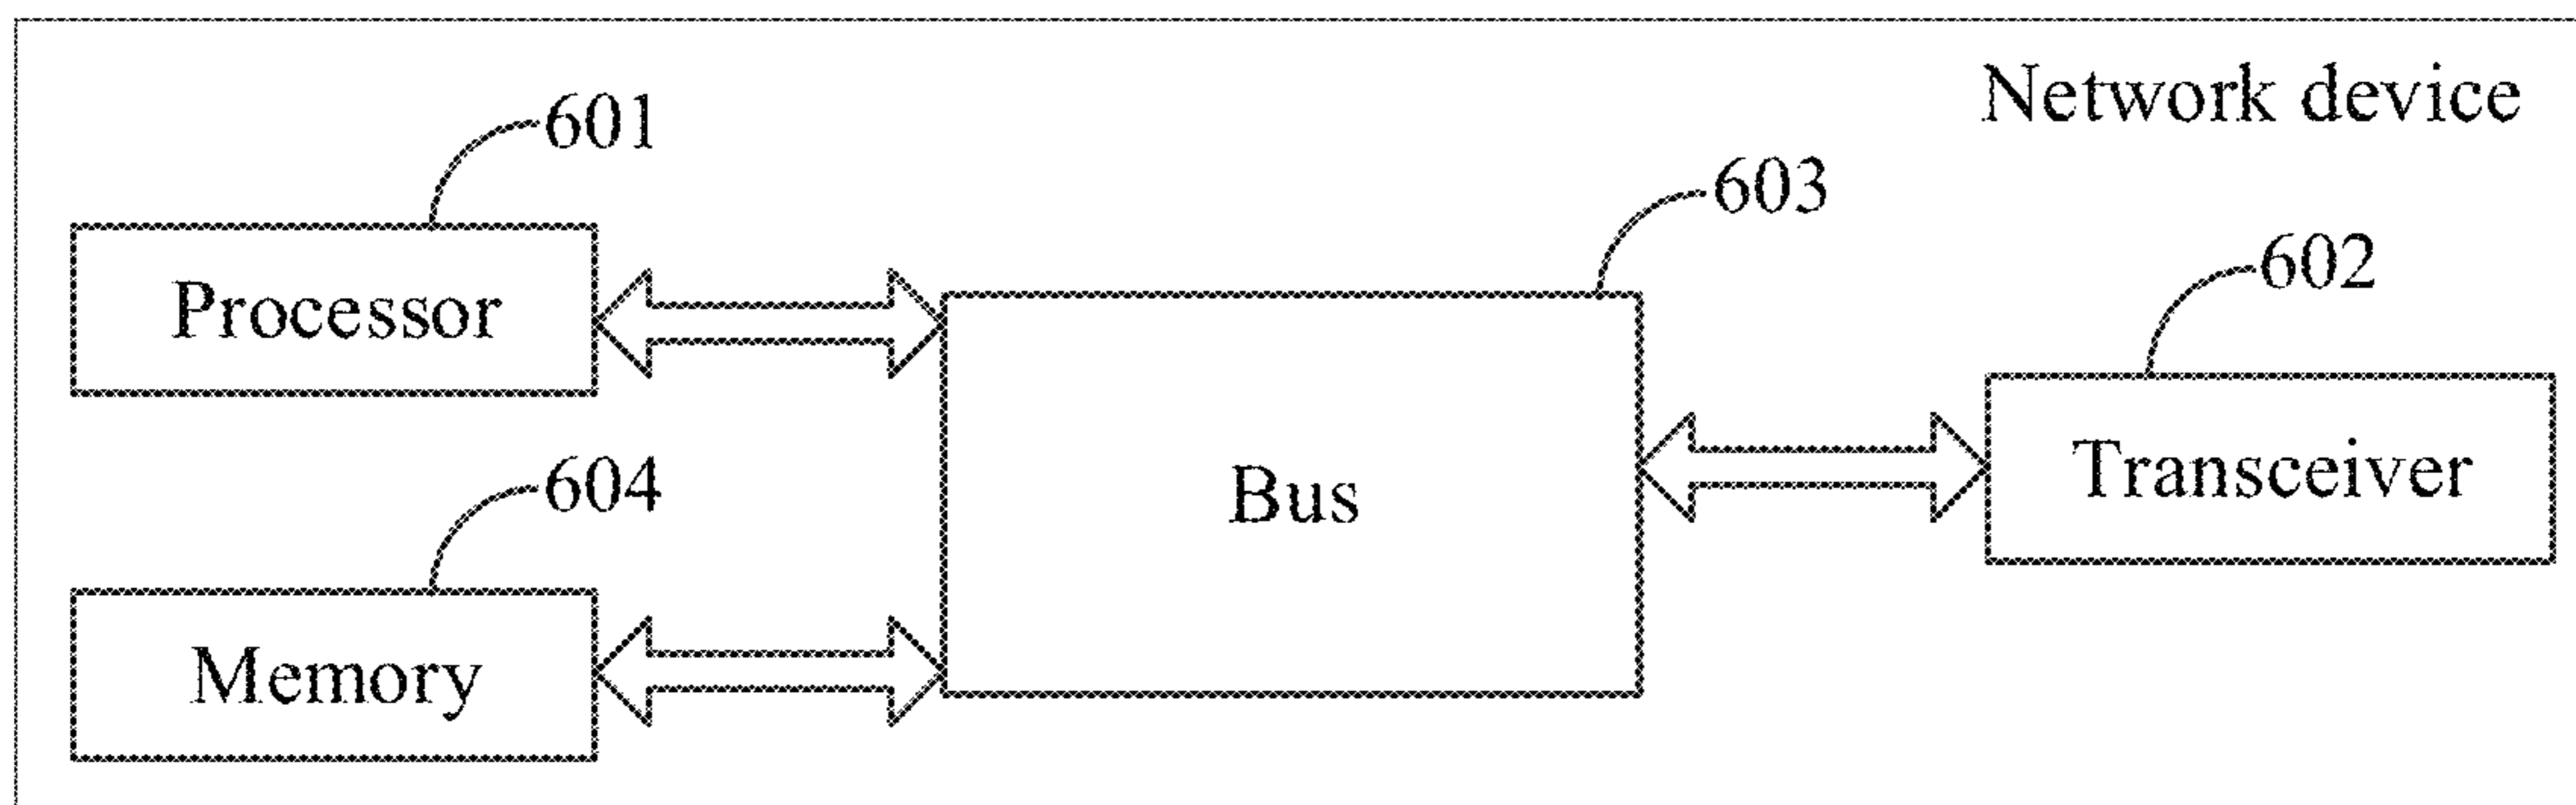 Network device
601
603
602
Processor
Transceiver
Bus
604
Memory